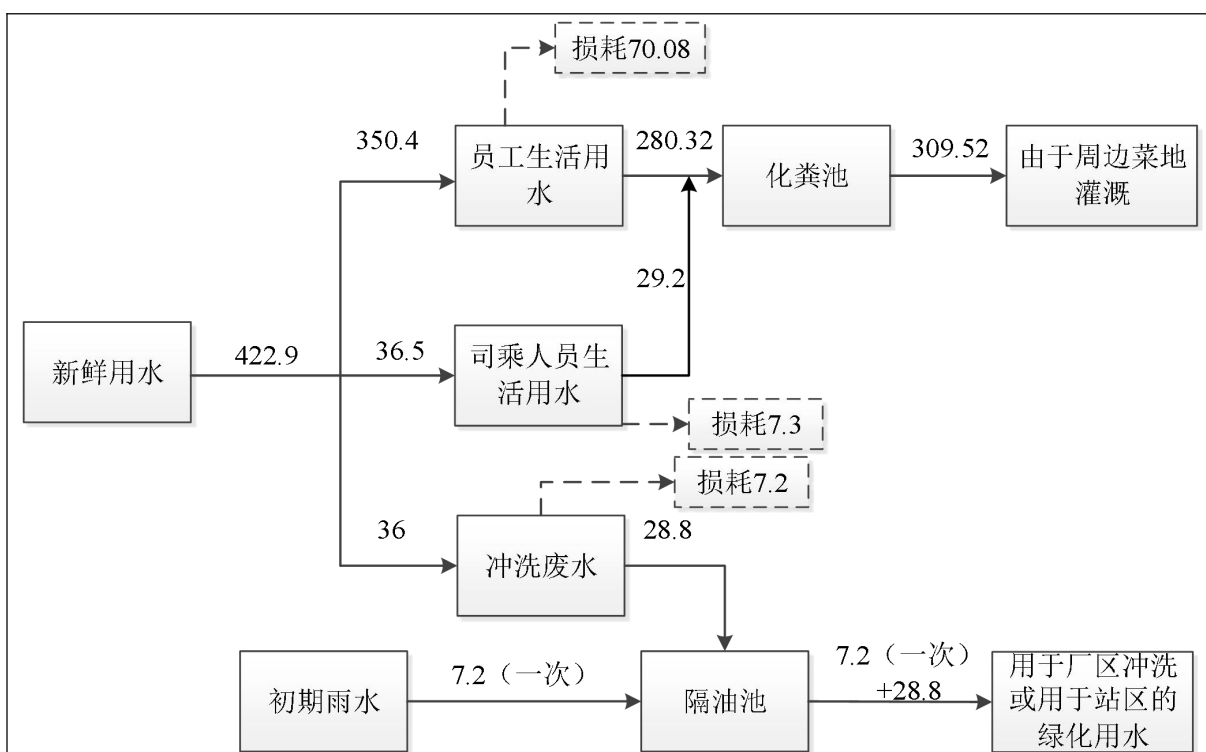 损耗70.08
350.4
员工生活用
水
280.32
化粪池
309.52
由于周边菜地
灌溉
29.2
新鲜用水
422.9
36.5
司乘人员生
活用水
损耗7.3
损耗7.2
36
冲洗废水
28.8
初期雨水
7.2（一次）
隔油池
7.2（一次）
+28.8
用于厂区冲洗
或用于站区的
绿化用水